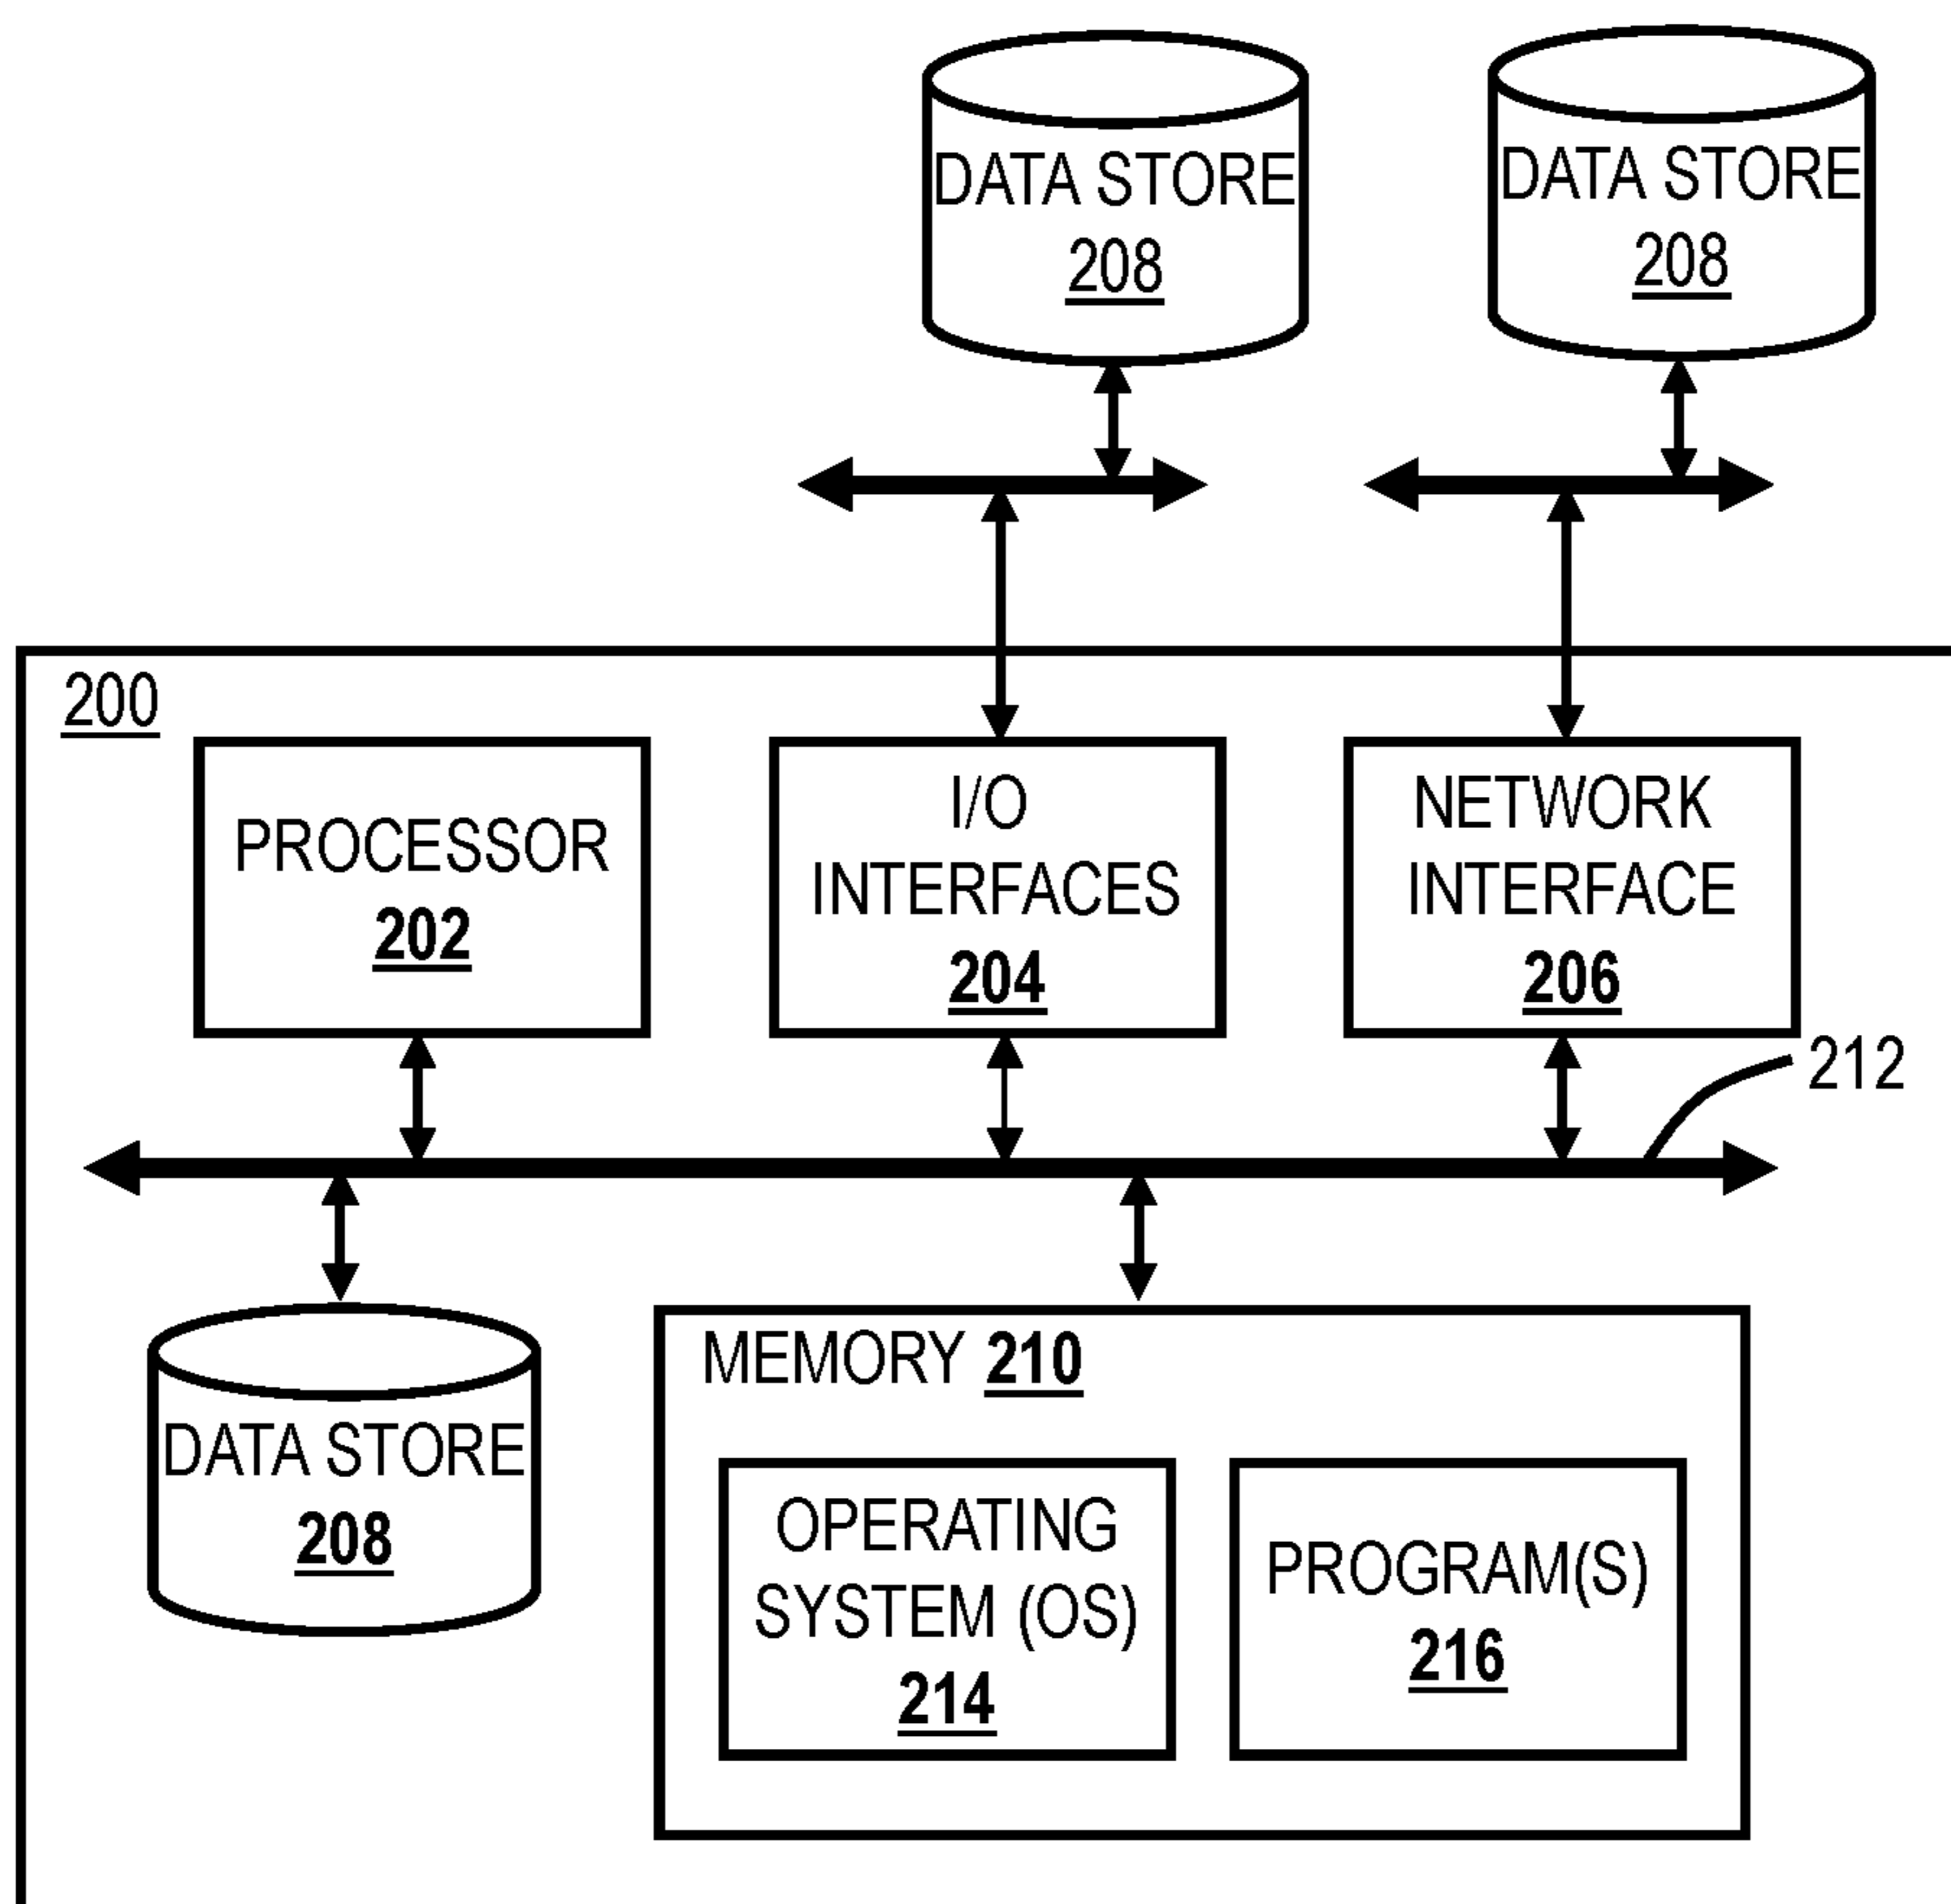 DATA STORE
208
DATA STORE
208
200
PROCESSOR
202
I/O
INTERFACES
204
NETWORK
INTERFACE
206
212
DATA STORE
208
MEMORY 210
OPERATING
SYSTEM (OS)
214
PROGRAM(S)
216